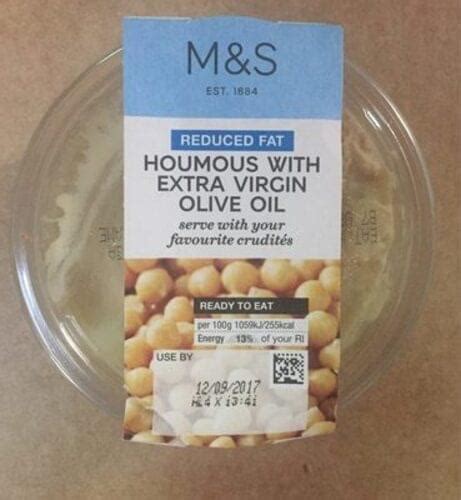 M&S
EST. 1884
REDUCED FAT
HOUMOUS WITH
EXTRA VIRGIN
OLIVE OIL
serve with your
favourite crudités
READY TO EAT
per 100g 1059kJ/255kcal
Energy 13% of your RI
USE BY
12/09/2017